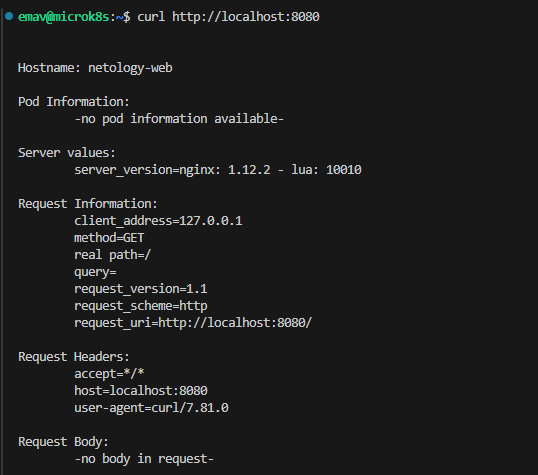 emav@microk8s:~$ curl http://localhost:8080
Hostname: netology-web
Pod Information:
-no pod information available-
Server values:
server_version=nginx: 1.12.2 - lua: 10010
Request Information:
client_address=127.0.0.1
method=GET
real path=/
query=
request_version=1.1
request_scheme=http
request_uri=http://localhost:8080/
Request Headers:
accept=*/*
host=localhost:8080
user-agent=curl/7.81.0
Request Body:
-no body in request-